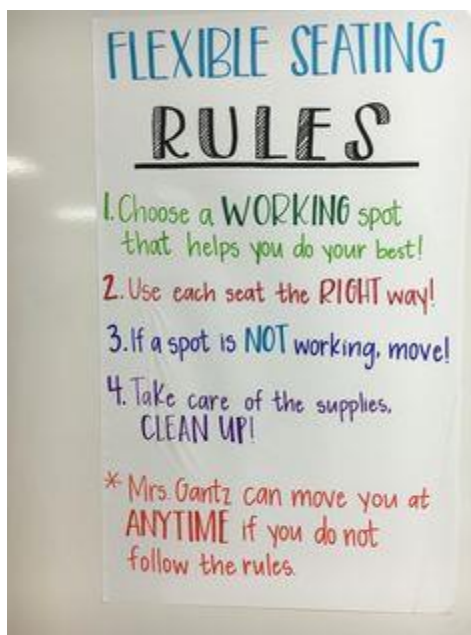 FLEXIBLE SEATING
RULES
1. Choose a WORKING spot
that helps you do your best!
2. Use each seat the RIGHT way!
3. If a spot is NOT working, move!
4. Take care of the supplies.
CLEAN UP!
* Mrs. Gantz can move you at
ANYTIME if you do not
follow the rules.